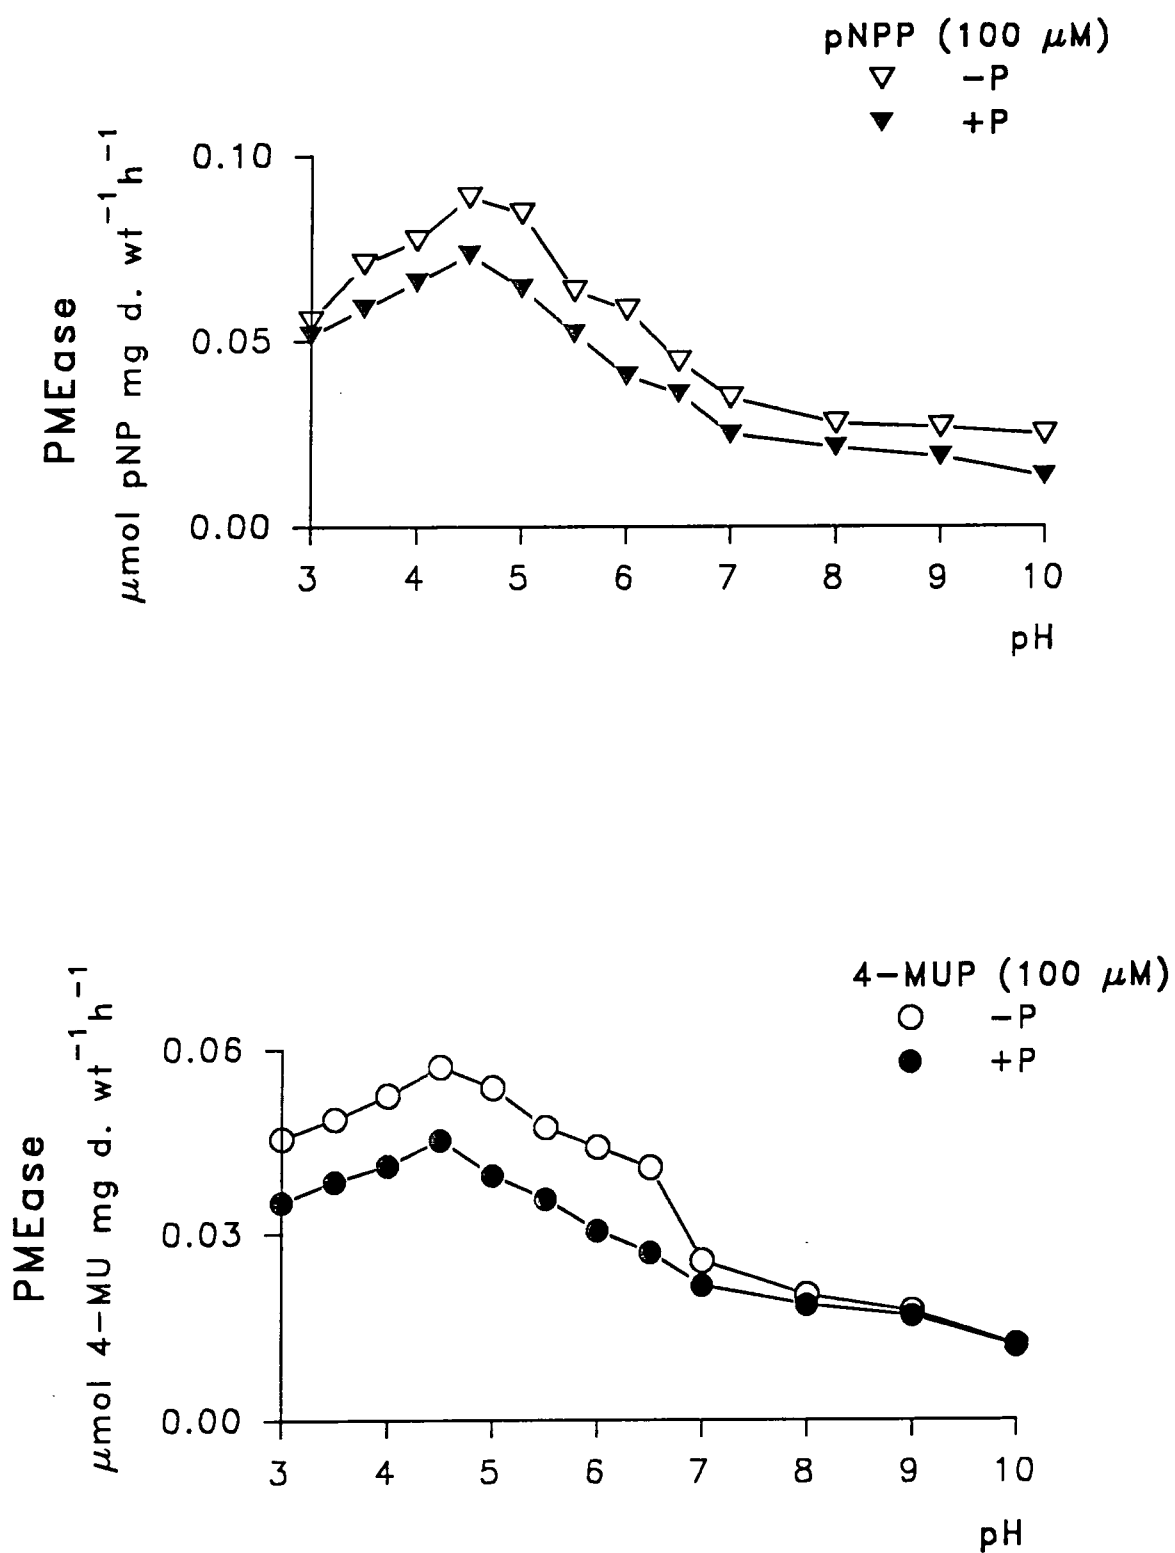 pNPP (100 μM)
−P
+P
PMEase
μmol pNP mg d. wt⁻¹h⁻¹
0.10
0.05
0.00
3 4 5 6 7 8 9 10
pH
4−MUP (100 μM)
−P
+P
PMEase
μmol 4−MU mg d. wt⁻¹h⁻¹
0.06
0.03
0.00
3 4 5 6 7 8 9 10
pH